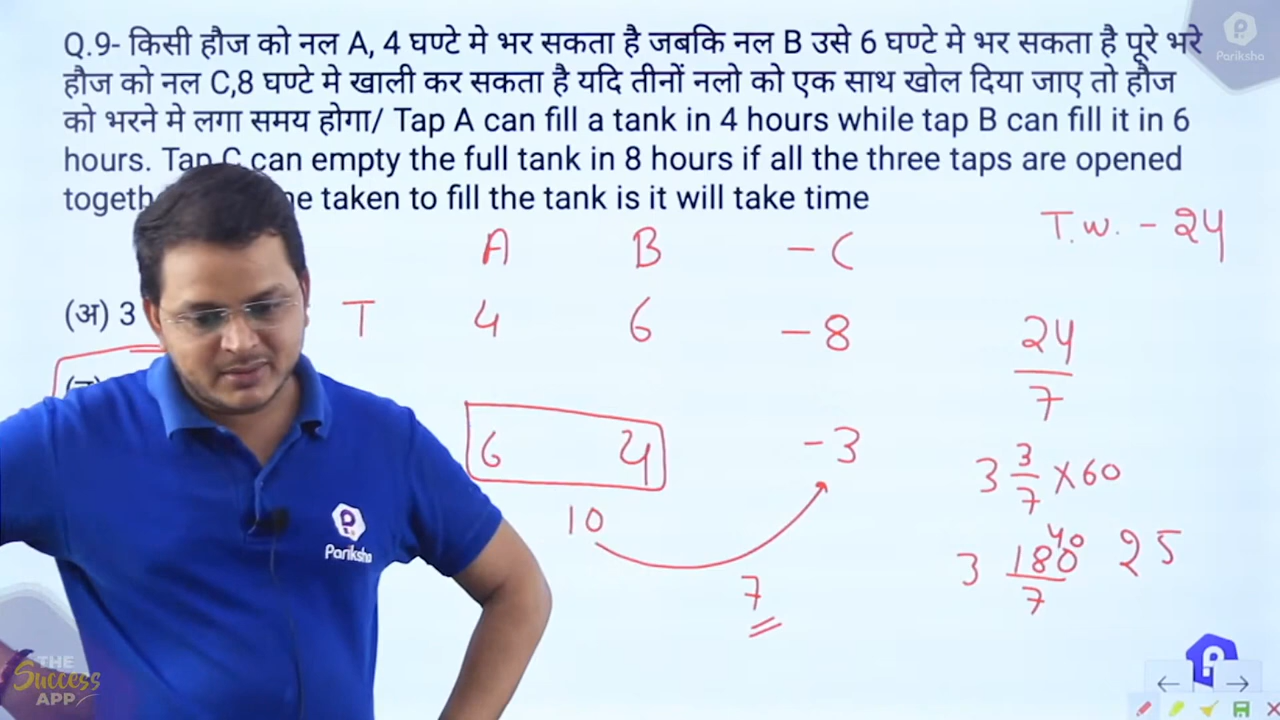 Q.9- किसी हौज को नल A, 4 घण्टे मे भर सकता है जबकि नल B उसे 6 घण्टे मे भर सकता है पूरे भरे
हौज को नल C,8 घण्टे मे खाली कर सकता है यदि तीनों नलो को एक साथ खोल दिया जाए तो हौज
को भरने मे लगा समय होगा/ Tap A can fill a tank in 4 hours while tap B can fill it in 6
hours. Tap C can empty the full tank in 8 hours if all the three taps are opened
taken to fill the tank is it will take time
T.W. - 24
A B - C
(अ) 3 T 4 6 - 8
24
7
6 4 - 3
3 3/7 X 60
10
3 180/7 40 25
7
Pariksha
Pariksha
THE
Success
APP